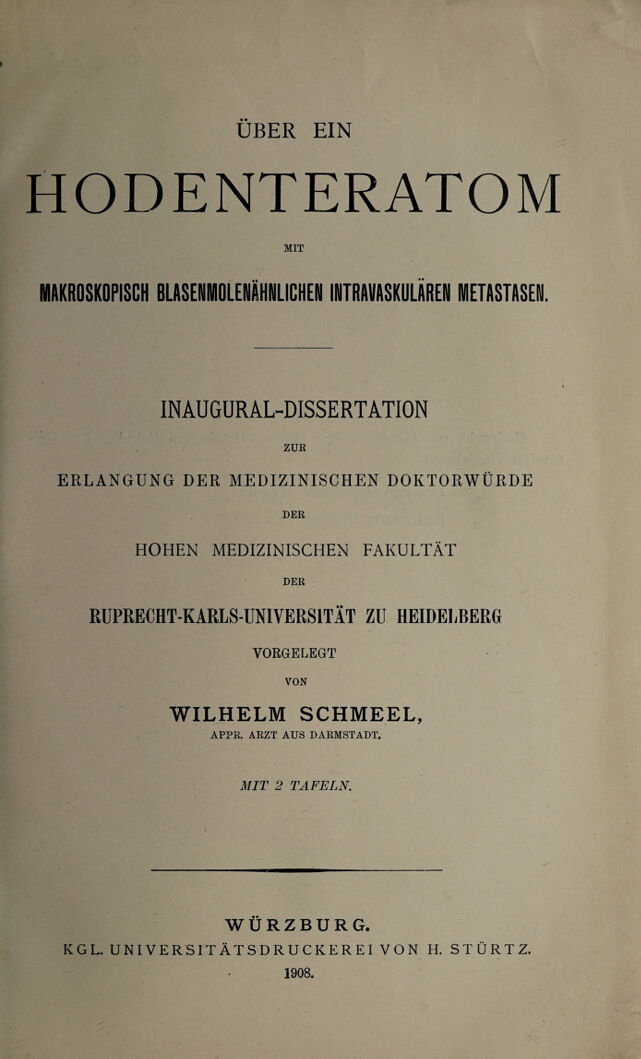 ÜBER EIN
HODENTERATOM
MIT
MAKROSKOPISCH BLASENMOLENÄHNLICHEN INTRAVASKULÄREN METASTASEN.
INAUGURAL-DISSERTATION
ZUR
ERLANGUNG DER MEDIZINISCHEN DOKTORWÜRDE
DER
HOHEN MEDIZINISCHEN FAKULTÄT
DER
RUPRECHT-KARLS-UNIVERSITÄT ZU HEIDELBERG
VORGELEGT
VON
WILHELM SCHMEEL,
APPR. ARZT AUS DARMSTADT.
MIT 2 TAFELN.
WÜRZBURG.
KGL. UNIVERSITÄTSDRUCKEREI VON H. STÜRTZ.
1908.